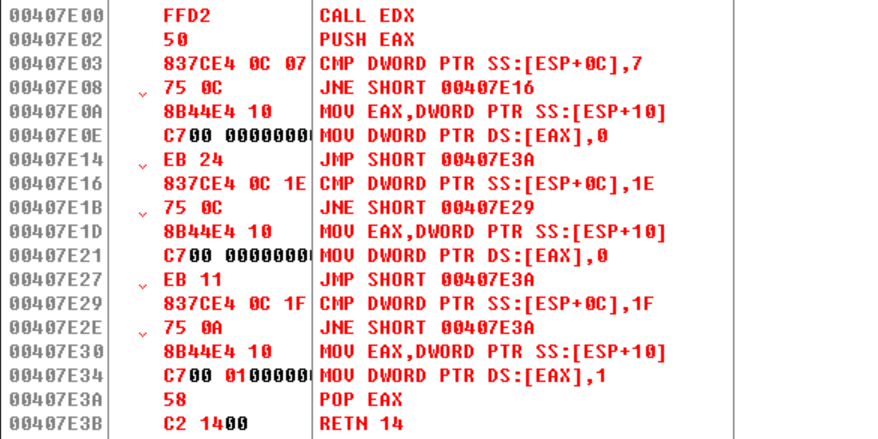 00407E00 FFD2 CALL EDX
00407E02 50 PUSH EAX
00407E03 837CE4 0C 07 CMP DWORD PTR SS:[ESP+0C],7
00407E08 75 0C JNE SHORT 00407E16
00407E0A 8B44E4 10 MOV EAX,DWORD PTR SS:[ESP+10]
00407E0E C700 0000000 MOV DWORD PTR DS:[EAX],0
00407E14 EB 24 JMP SHORT 00407E3A
00407E16 837CE4 0C 1E CMP DWORD PTR SS:[ESP+0C],1E
00407E1B 75 0C JNE SHORT 00407E29
00407E1D 8B44E4 10 MOV EAX,DWORD PTR SS:[ESP+10]
00407E21 C700 0000000 MOV DWORD PTR DS:[EAX],0
00407E27 EB 11 JMP SHORT 00407E3A
00407E29 837CE4 0C 1F CMP DWORD PTR SS:[ESP+0C],1F
00407E2E 75 0A JNE SHORT 00407E3A
00407E30 8B44E4 10 MOV EAX,DWORD PTR SS:[ESP+10]
00407E34 C700 0100000 MOV DWORD PTR DS:[EAX],1
00407E3A 58 POP EAX
00407E3B C2 1400 RETN 14